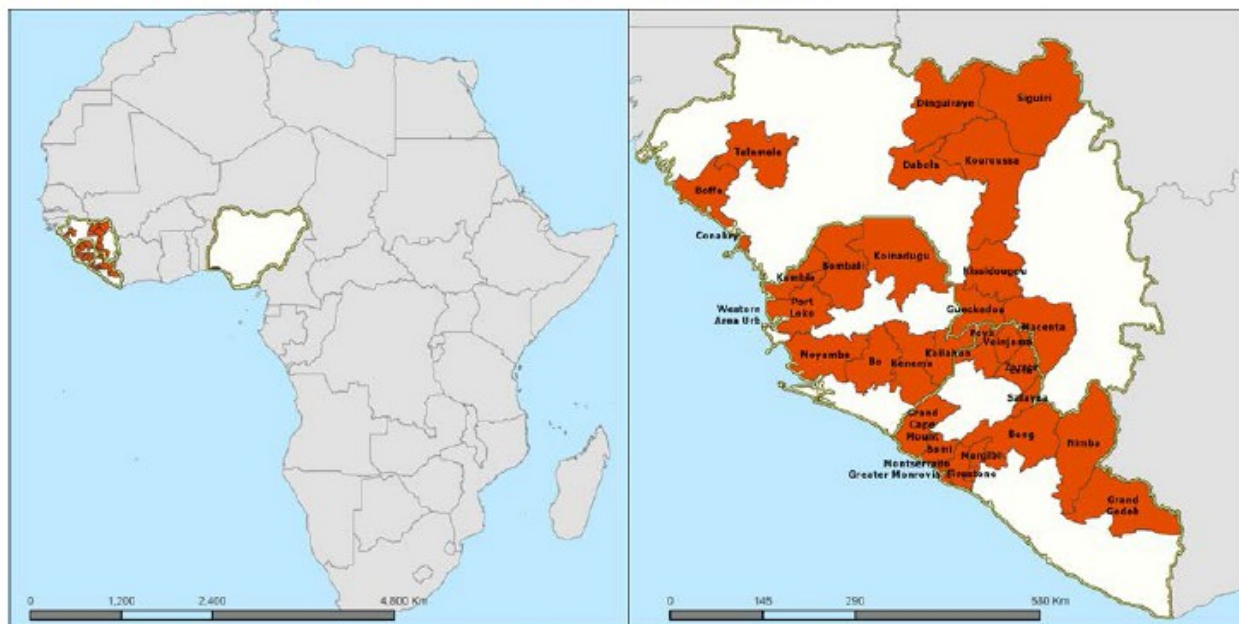 Siguiri
Dinguiraye
Telemele
Kouroussa
Dabola
Boffa
Conakry
Koinadugu
Bombali
Kissidougou
Kambia
Port
Loko
Western
Area Urb
Gueckedou
Macenta
Foya
Voinjama
Moyamba
Bo
Kenema
Kailahun
Zorzor
Salayea
Grand
Cape
Mount
Bong
Nimba
Bomi
Margibi
Montserrado
Greater Monrovia
Firestone
Grand
Gedeh
0 1,200 2,400 4,800 Km
0 145 290 580 Km